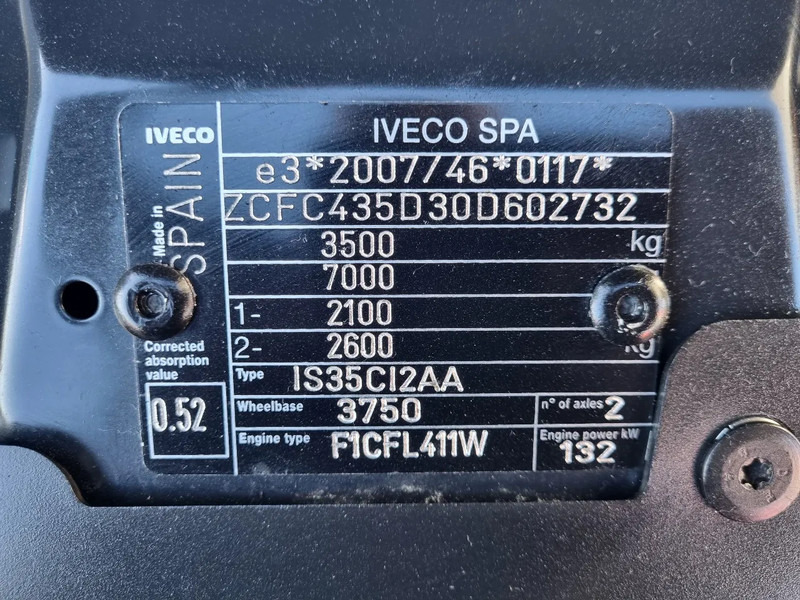 IVECO
IVECO SPA
Made in
SPAIN
e3*2007/46*0117*
ZCFC435D30D602732
3500 kg
7000
1- 2100
2- 2600 kg
Corrected
absorption
value
0.52
Type IS35CI2AA
Wheelbase 3750 n° of axles 2
Engine type F1CFL411W Engine power kW
132